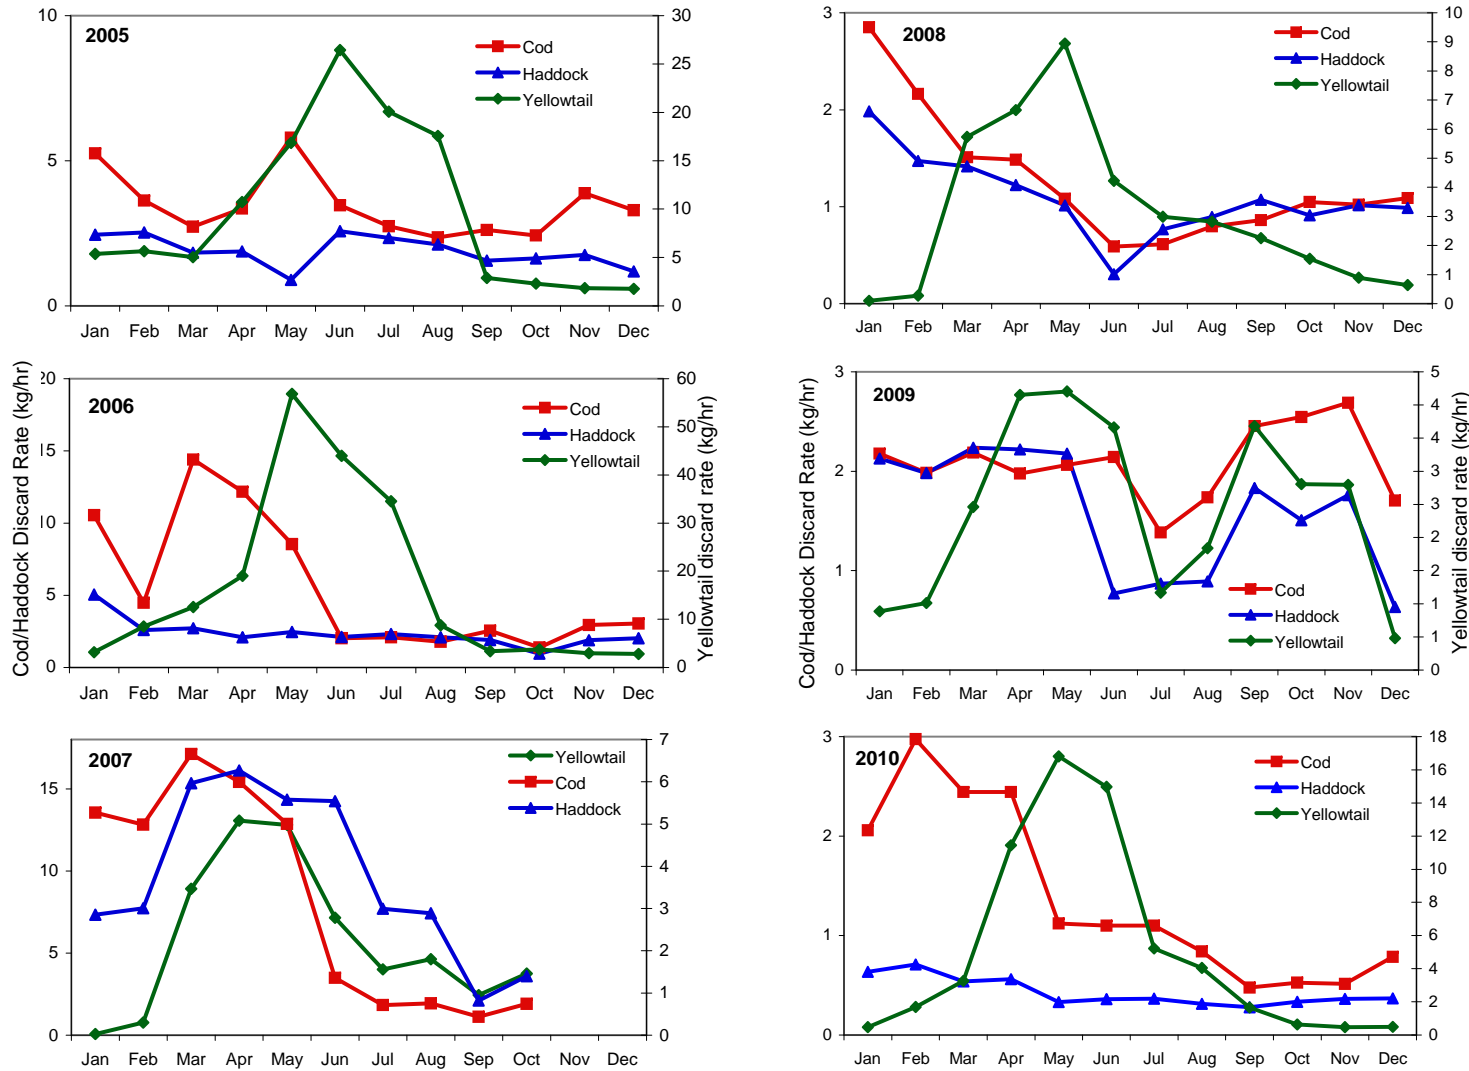 10
5
0
2005
Cod
Haddock
Yellowtail
30
25
20
15
10
5
0
Jan Feb Mar Apr May Jun Jul Aug Sep Oct Nov Dec
3
2
1
0
2008
Cod
Haddock
Yellowtail
10
9
8
7
6
5
4
3
2
1
0
Jan Feb Mar Apr May Jun Jul Aug Sep Oct Nov Dec
Cod/Haddock Discard Rate (kg/hr)
20
15
10
5
0
2006
Cod
Haddock
Yellowtail
60
50
40
30
20
10
0
Yellowtail discard rate (kg/hr)
Jan Feb Mar Apr May Jun Jul Aug Sep Oct Nov Dec
Cod/Haddock Discard Rate (kg/hr)
3
2
1
0
2009
Cod
Haddock
Yellowtail
5
4
4
3
3
2
2
1
1
0
Yellowtail discard rate (kg/hr)
Jan Feb Mar Apr May Jun Jul Aug Sep Oct Nov Dec
15
10
5
0
2007
Yellowtail
Cod
Haddock
7
6
5
4
3
2
1
0
Jan Feb Mar Apr May Jun Jul Aug Sep Oct Nov Dec
3
2
1
0
2010
Cod
Haddock
Yellowtail
18
16
14
12
10
8
6
4
2
0
Jan Feb Mar Apr May Jun Jul Aug Sep Oct Nov Dec